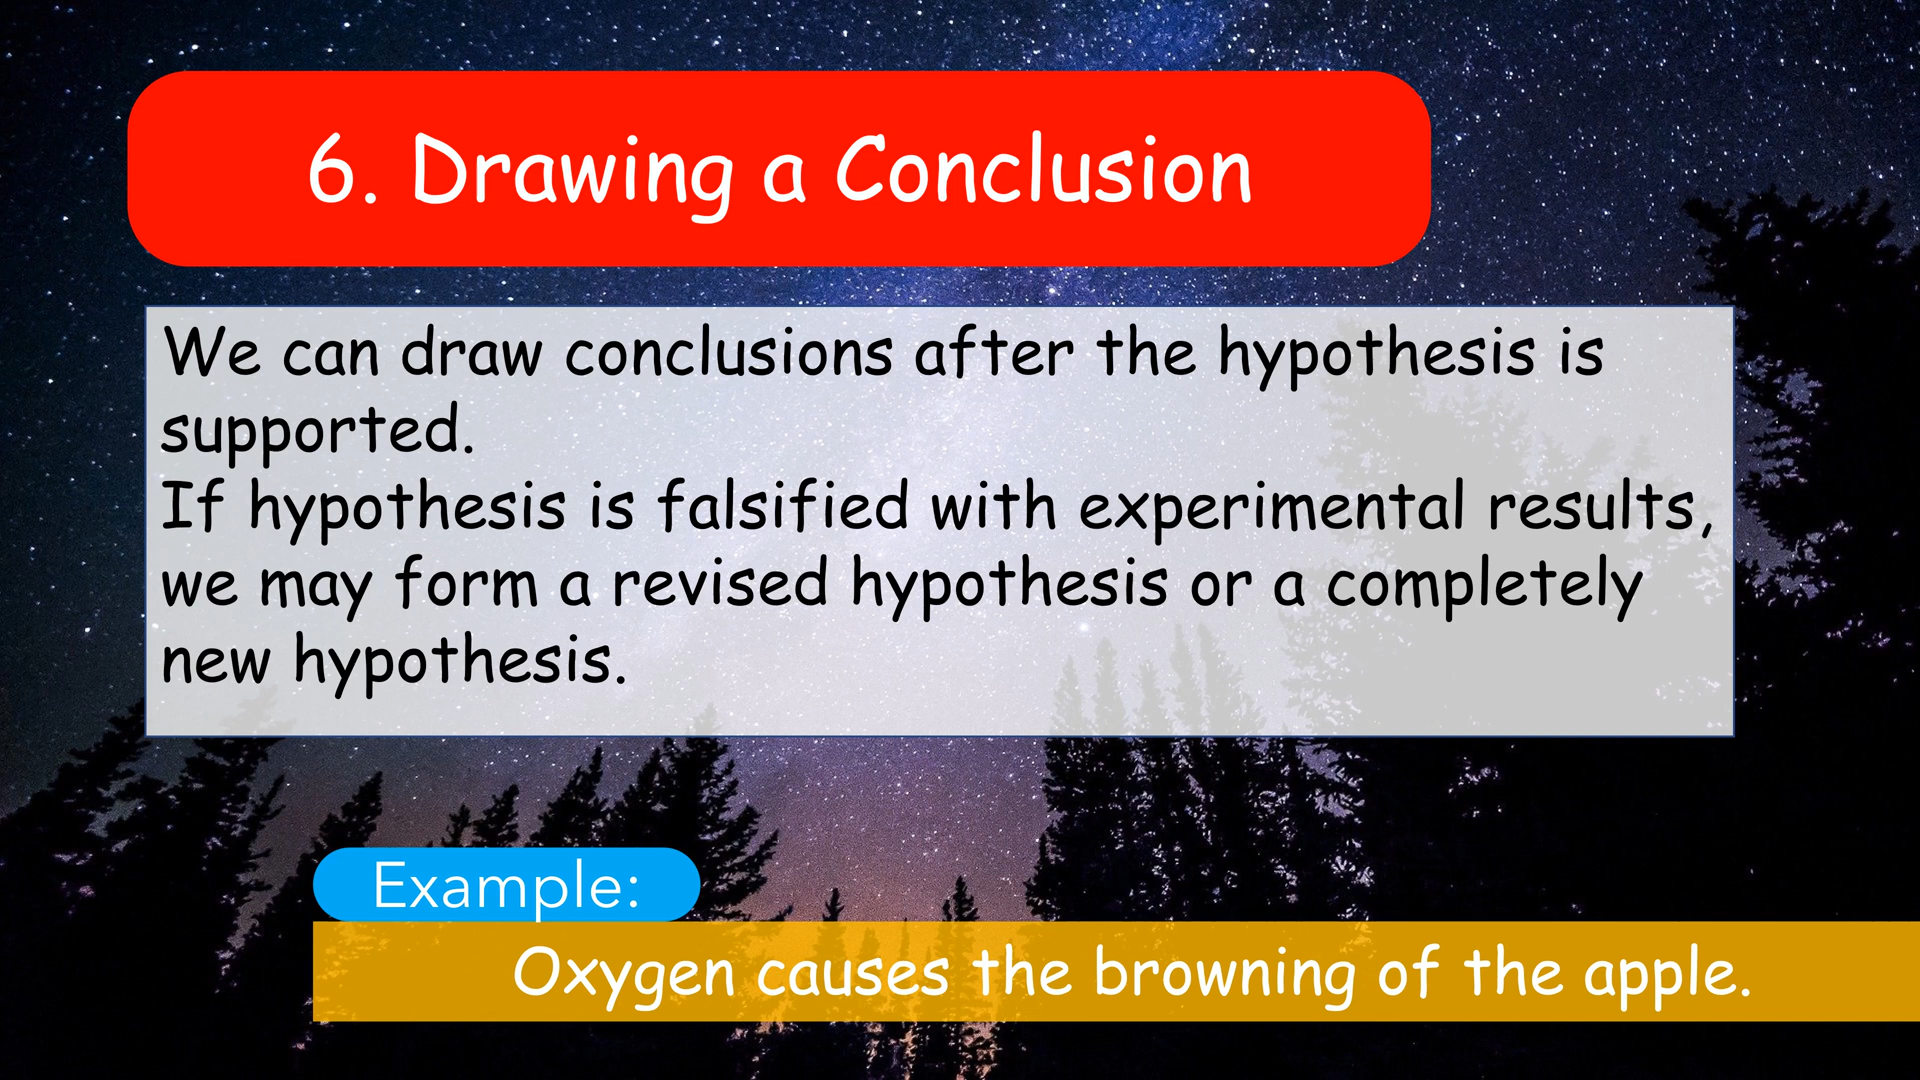 6. Drawing a Conclusion
We can draw conclusions after the hypothesis is
supported.
If hypothesis is falsified with experimental results,
we may form a revised hypothesis or a completely
new hypothesis.
Example:
Oxygen causes the browning of the apple.